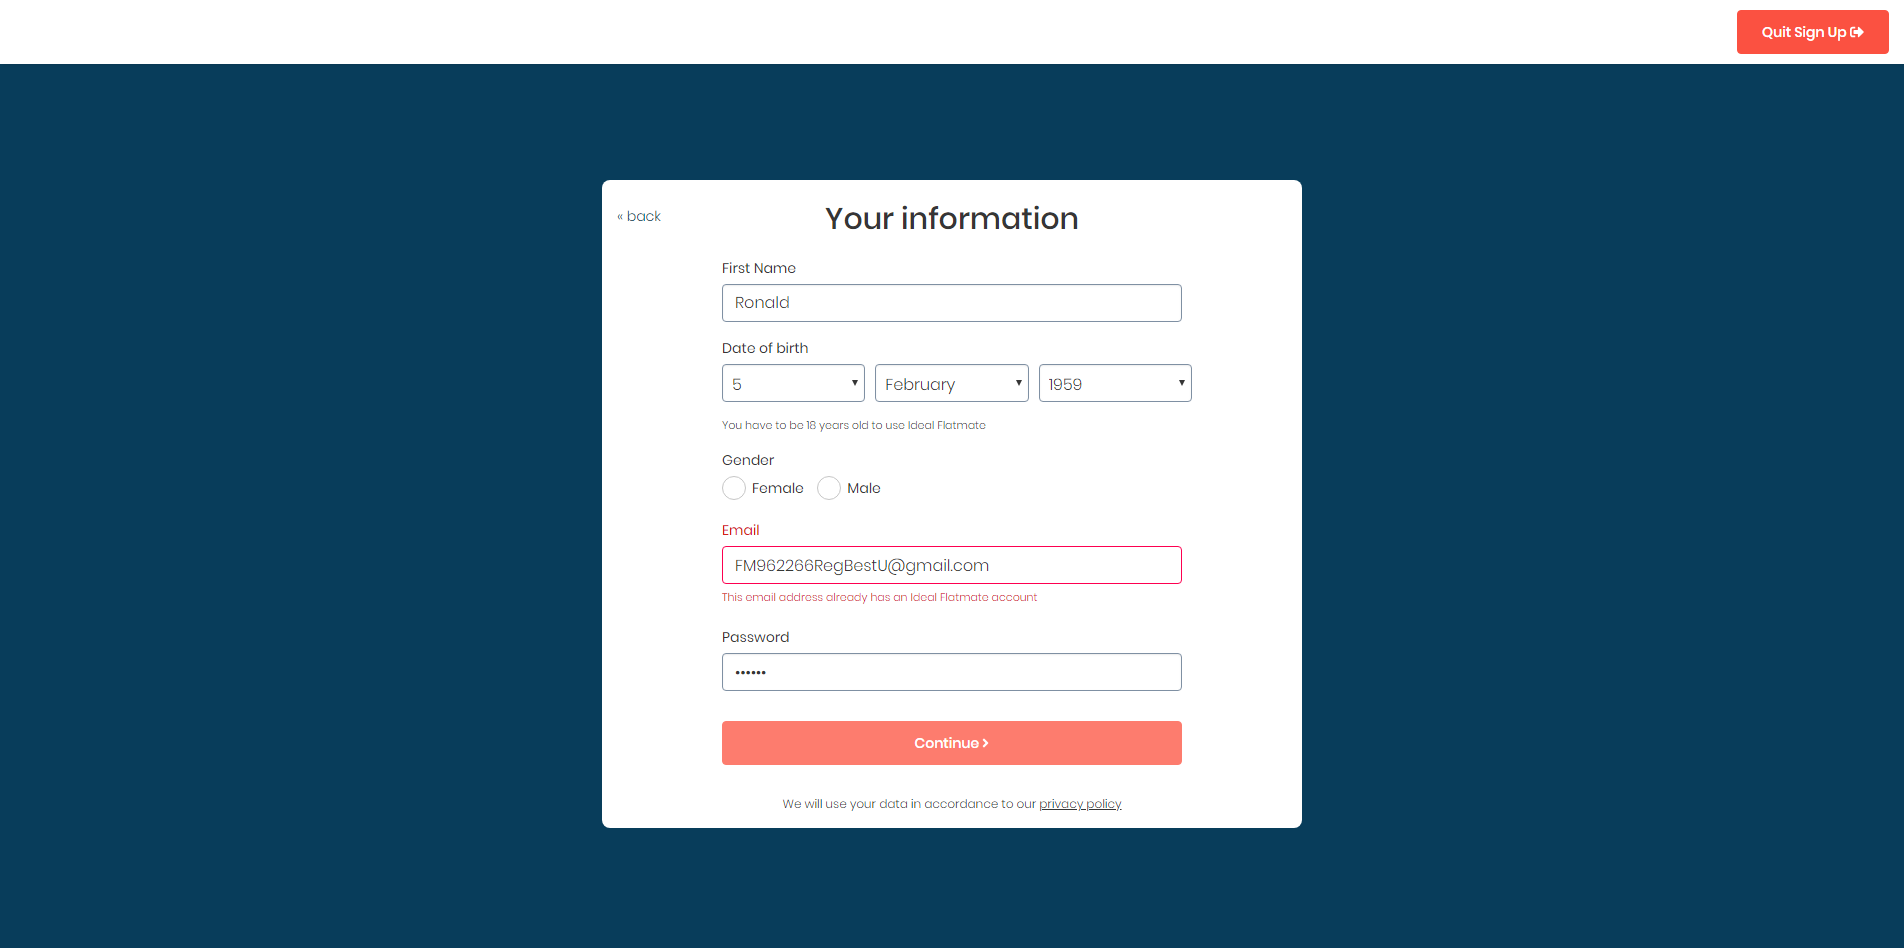 Quit Sign Up
« back
Your information
First Name
Ronald
Date of birth
5 February 1959
You have to be 18 years old to use Ideal Flatmate
Gender
Female Male
Email
FM962266RegBestU@gmail.com
This email address already has an Ideal Flatmate account
Password
••••••
Continue
We will use your data in accordance to our privacy policy